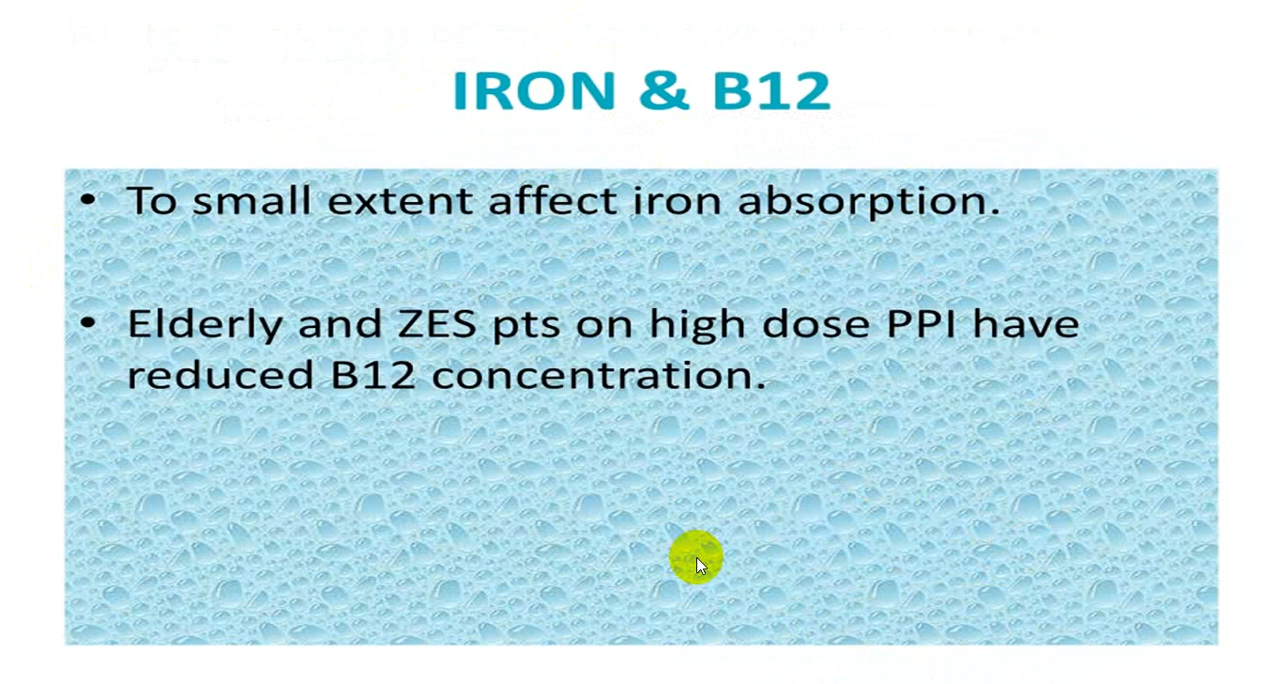 IRON & B12
• To small extent affect iron absorption.
• Elderly and ZES pts on high dose PPI have
reduced B12 concentration.